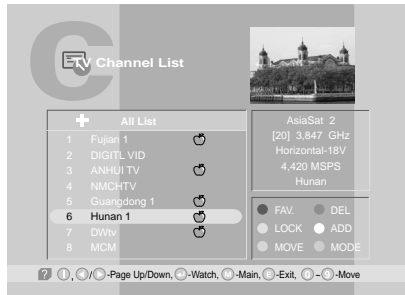 TV Channel List
All List
1 Fujian 1
2 DIGITL VID
3 ANHUI TV
4 NMCHTV
5 Guangdong 1
6 Hunan 1
7 DWtv
8 MCM
AsiaSat 2
[20] 3,847 GHz
Horizontal-18V
4,420 MSPS
Hunan
FAV. DEL
LOCK ADD
MOVE MODE
? -Page Up/Down, -Watch, M-Main, E-Exit, 0~9-Move